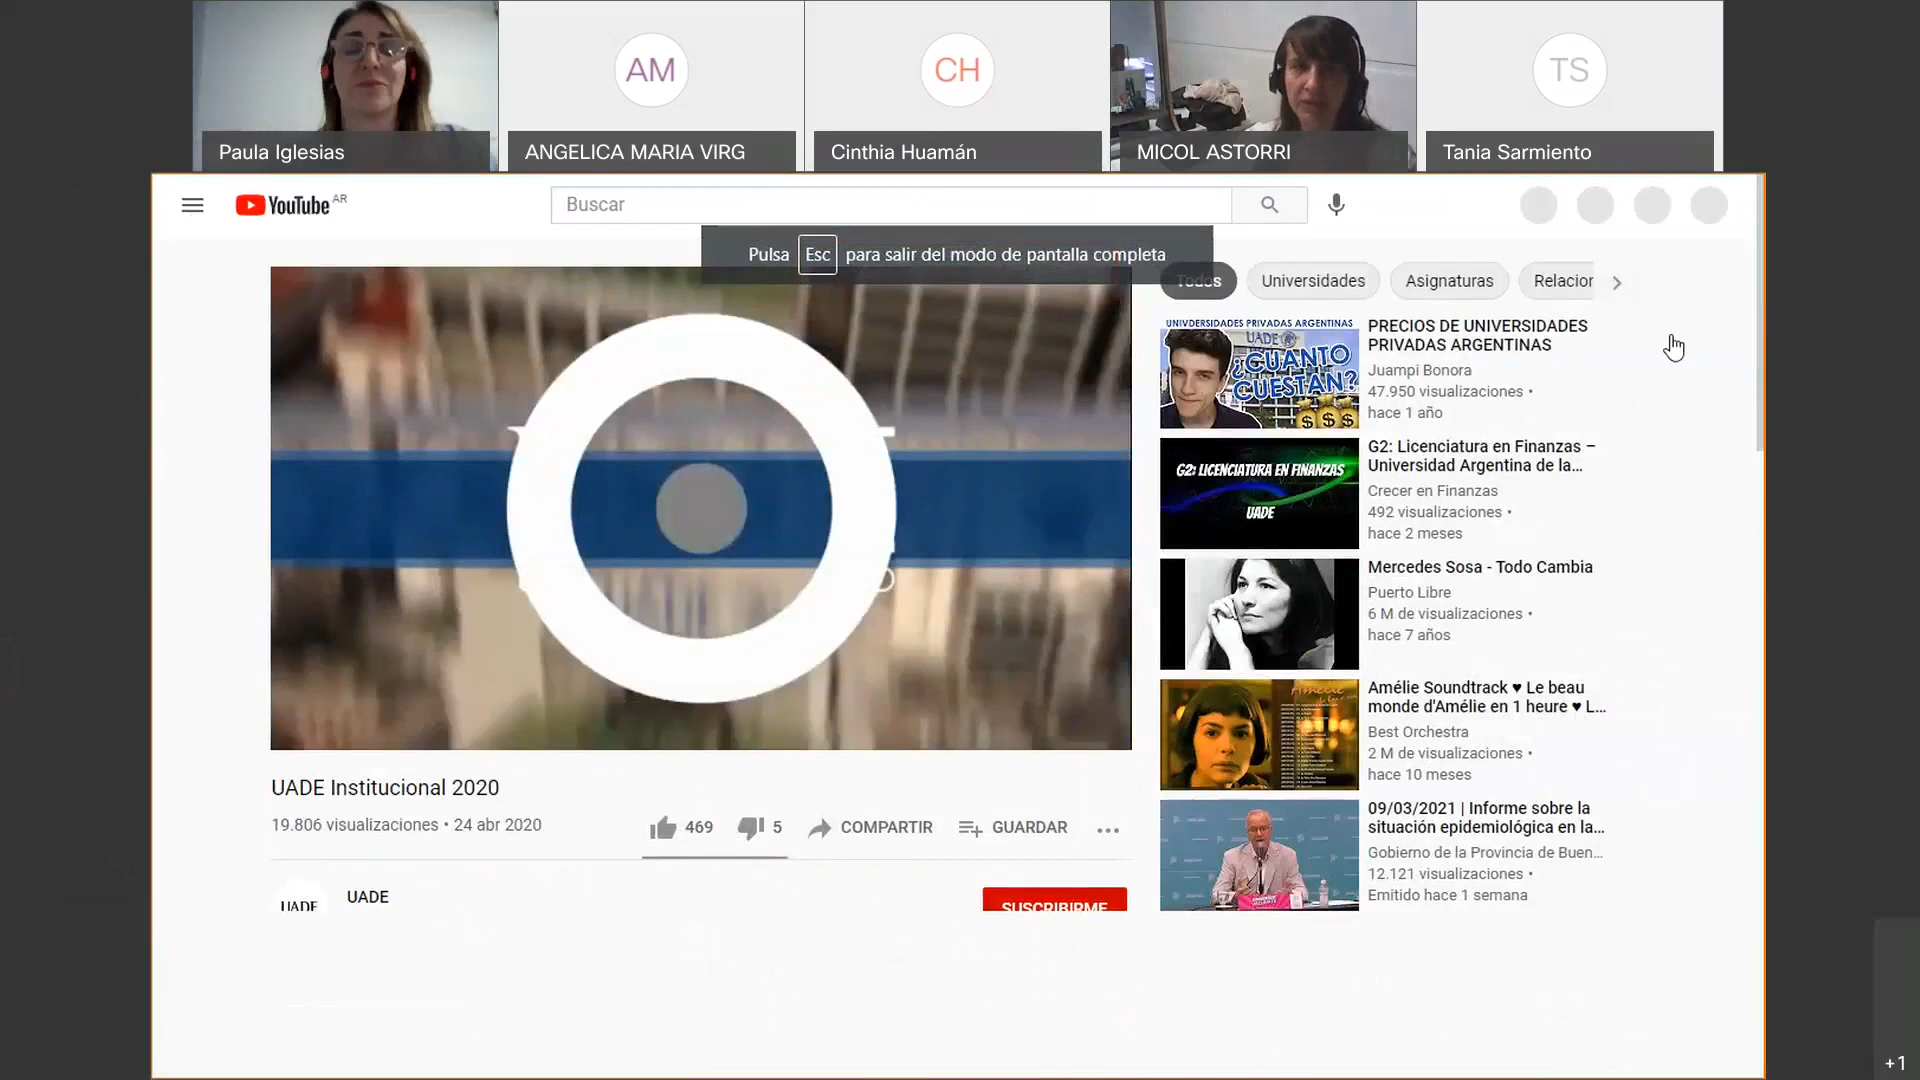 AM
CH
TS
Paula Iglesias
ANGELICA MARIA VIRG
Cinthia Huamán
MICOL ASTORRI
Tania Sarmiento
YouTube AR
Buscar
Pulsa Esc para salir del modo de pantalla completa
Todos
Universidades
Asignaturas
Relacion
UNIVDERSIDADES PRIVADAS ARGENTINAS
UADE
¿CUANTO
CUESTAN?
PRECIOS DE UNIVERSIDADES
PRIVADAS ARGENTINAS
Juampi Bonora
47.950 visualizaciones •
hace 1 año
G2: LICENCIATURA EN FINANZAS
UADE
G2: Licenciatura en Finanzas –
Universidad Argentina de la...
Crecer en Finanzas
492 visualizaciones •
hace 2 meses
Mercedes Sosa - Todo Cambia
Puerto Libre
6 M de visualizaciones •
hace 7 años
Amélie
Amélie Soundtrack ♥ Le beau
monde d'Amélie en 1 heure ♥ L...
Best Orchestra
2 M de visualizaciones •
hace 10 meses
09/03/2021 | Informe sobre la
situación epidemiológica en la...
Gobierno de la Provincia de Buen...
12.121 visualizaciones •
Emitido hace 1 semana
UADE Institucional 2020
19.806 visualizaciones • 24 abr 2020
469
5
COMPARTIR
GUARDAR
UADE
UADE
SUSCRIBIRME
+1